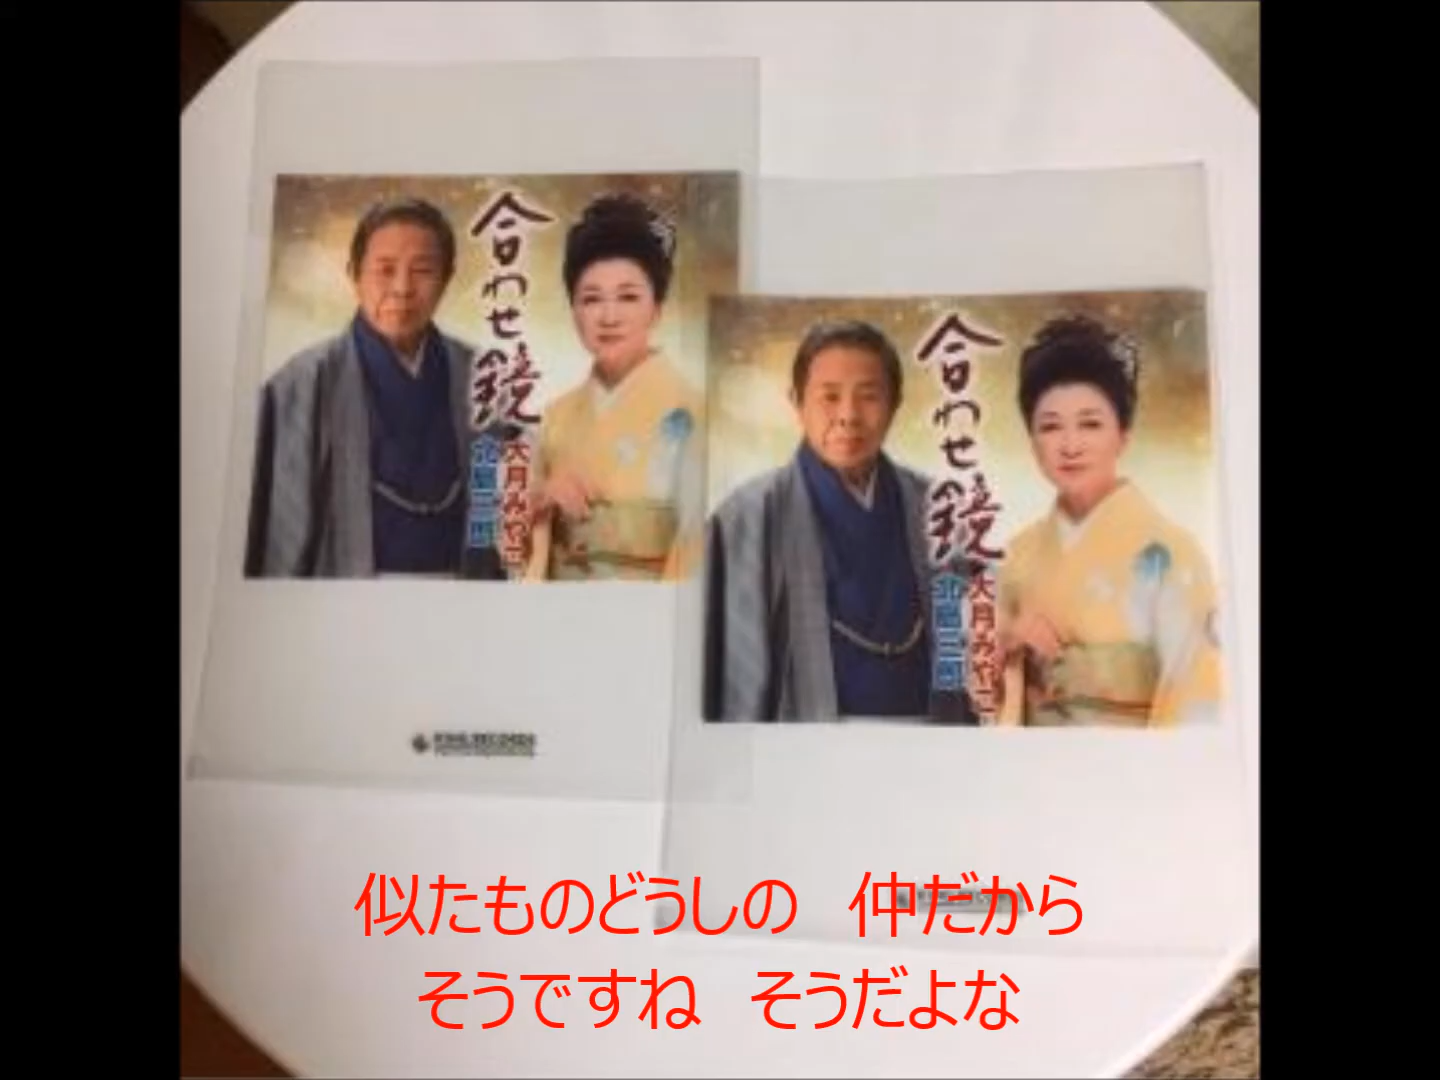 合わせ鏡
大月みやこ
北島三郎
KING RECORDS
合わせ鏡
大月みやこ
北島三郎
似たものどうしの　仲だから
そうですね　そうだよな